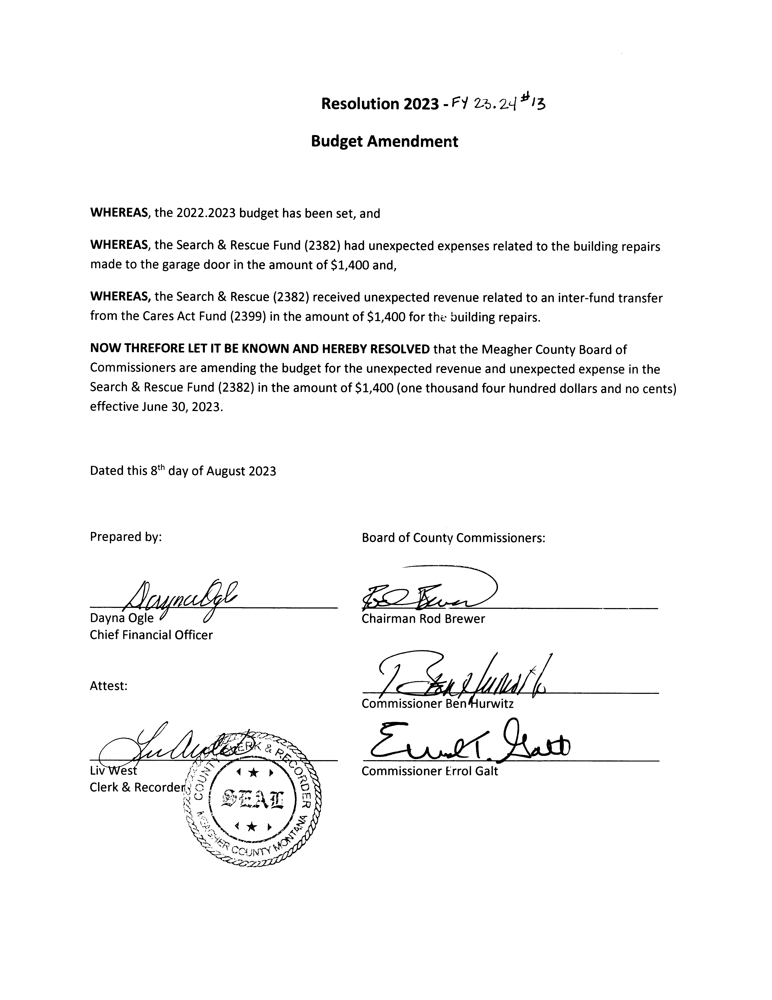 Resolution 2023 - FY 23.24 #13
Budget Amendment
WHEREAS, the 2022.2023 budget has been set, and
WHEREAS, the Search & Rescue Fund (2382) had unexpected expenses related to the building repairs
made to the garage door in the amount of $1,400 and,
WHEREAS, the Search & Rescue (2382) received unexpected revenue related to an inter-fund transfer
from the Cares Act Fund (2399) in the amount of $1,400 for the building repairs.
NOW THREFORE LET IT BE KNOWN AND HEREBY RESOLVED that the Meagher County Board of
Commissioners are amending the budget for the unexpected revenue and unexpected expense in the
Search & Rescue Fund (2382) in the amount of $1,400 (one thousand four hundred dollars and no cents)
effective June 30, 2023.
Dated this 8th day of August 2023
Prepared by:
Board of County Commissioners:
Dayna Ogle
Rod Brewer
Dayna Ogle
Chief Financial Officer
Chairman Rod Brewer
Attest:
Ben Hurwitz
Commissioner Ben Hurwitz
Errol T. Galt
Liv West
Clerk & Recorder
Commissioner Errol Galt
COUNTY CLERK & RECORDER
SEAL
MEAGHER COUNTY MONTANA